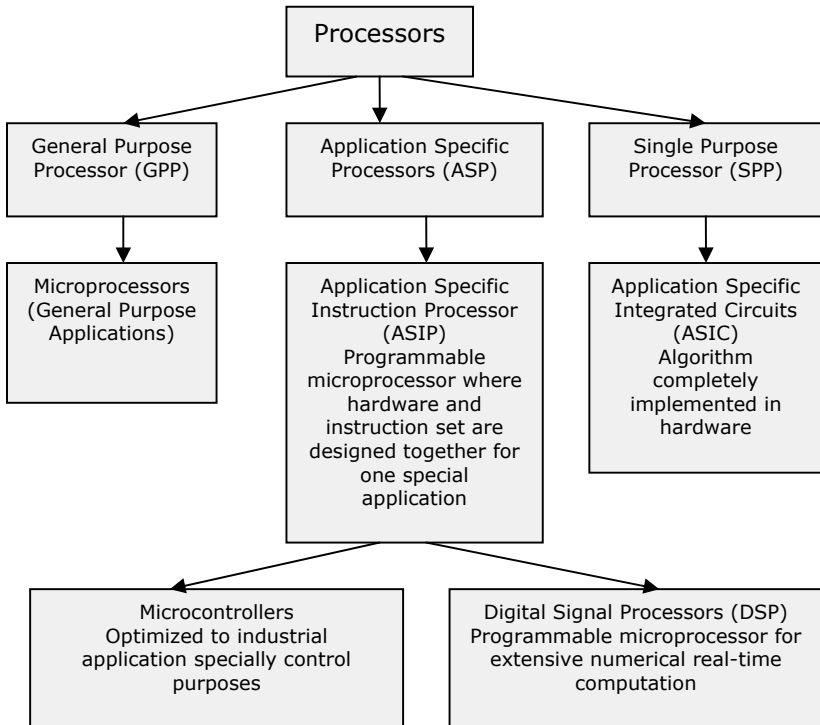 Processors
General Purpose
Processor (GPP)
Application Specific
Processors (ASP)
Single Purpose
Processor (SPP)
Microprocessors
(General Purpose
Applications)
Application Specific
Instruction Processor
(ASIP)
Programmable
microprocessor where
hardware and
instruction set are
designed together for
one special
application
Application Specific
Integrated Circuits
(ASIC)
Algorithm
completely
implemented in
hardware
Microcontrollers
Optimized to industrial
application specially control
purposes
Digital Signal Processors (DSP)
Programmable microprocessor for
extensive numerical real-time
computation